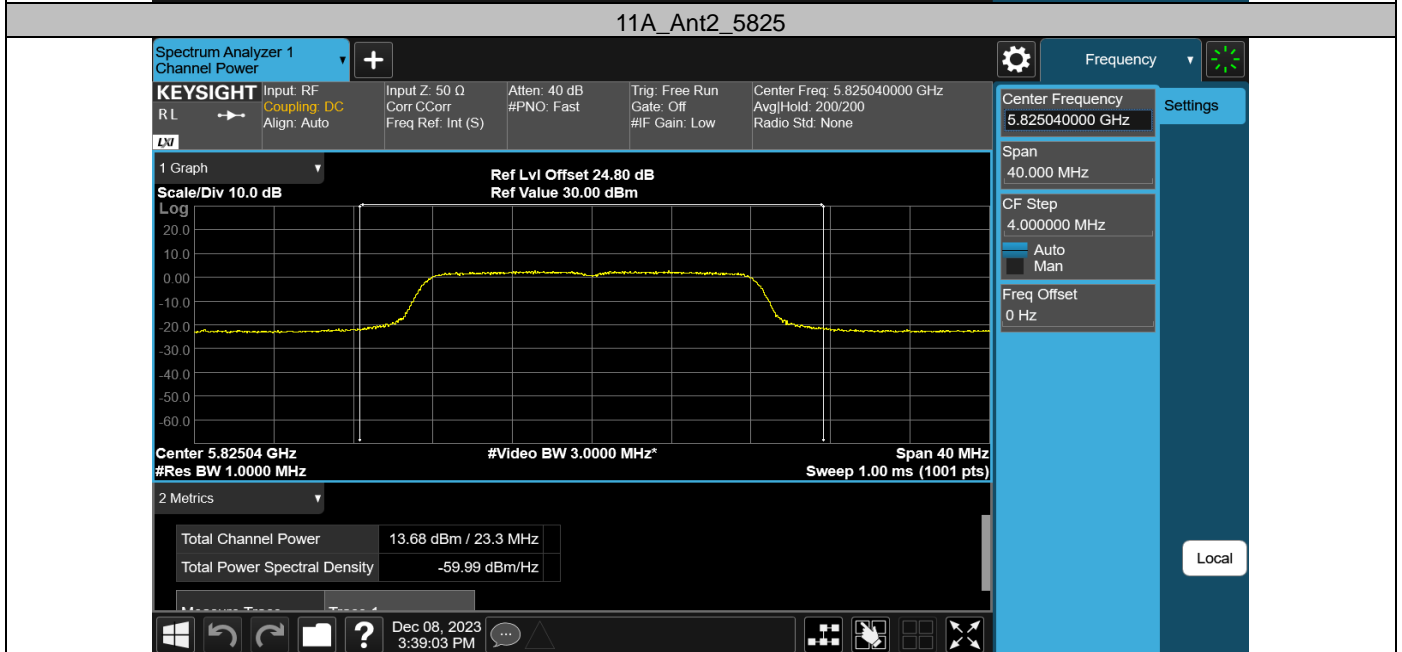 11A_Ant2_5825
Spectrum Analyzer 1
Channel Power
+
Frequency
KEYSIGHT
R L
LXI
Input: RF
Coupling: DC
Align: Auto
Input Z: 50 Ω
Corr CCorr
Freq Ref: Int (S)
Atten: 40 dB
#PNO: Fast
Trig: Free Run
Gate: Off
#IF Gain: Low
Center Freq: 5.825040000 GHz
Avg|Hold: 200/200
Radio Std: None
Center Frequency
5.825040000 GHz
Settings
Span
40.000 MHz
CF Step
4.000000 MHz
Auto
Man
Freq Offset
0 Hz
1 Graph
Scale/Div 10.0 dB
Ref Lvl Offset 24.80 dB
Ref Value 30.00 dBm
Log
20.0
10.0
0.00
-10.0
-20.0
-30.0
-40.0
-50.0
-60.0
Center 5.82504 GHz
#Video BW 3.0000 MHz*
Span 40 MHz
#Res BW 1.0000 MHz
Sweep 1.00 ms (1001 pts)
2 Metrics
Total Channel Power 13.68 dBm / 23.3 MHz
Total Power Spectral Density -59.99 dBm/Hz
Local
?
Dec 08, 2023
3:39:03 PM